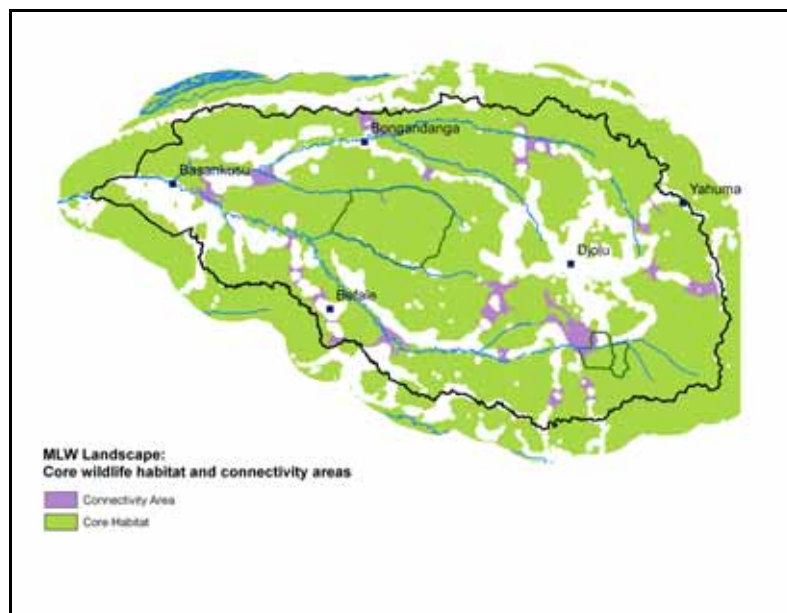 Bongandanga
Basankusu
Yahuma
Djolu
Befale
MLW Landscape:
Core wildlife habitat and connectivity areas
Connectivity Area
Core Habitat